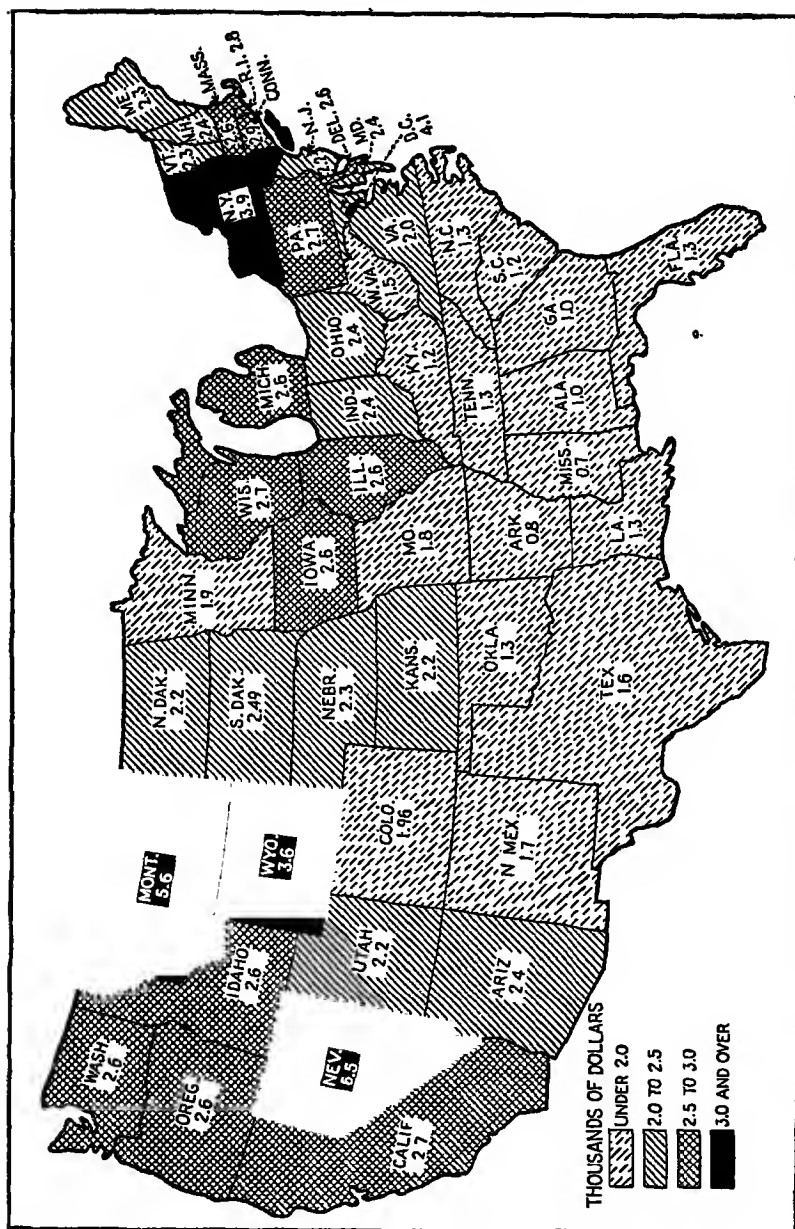 WASH.
2.6
OREG.
2.6
CALIF.
2.7
NEV.
IDAHO
2.6
MONT.
5.6
WYO.
3.6
UTAH
2.2
ARIZ
2.4
COLO.
1.96
N MEX.
1.7
N. DAK.
2.2
S. DAK.
2.49
NEBR.
2.3
KANS.
2.2
OKLA.
1.3
TEX.
1.6
MINN.
1.9
IOWA
2.6
MO.
1.8
ARK.
0.8
LA.
1.3
WIS.
2.7
ILL.
2.6
MICH.
2.6
IND.
2.4
OHIO
2.4
KY.
1.2
TENN.
1.3
MISS.
0.7
ALA.
1.0
GA.
1.0
FLA.
1.3
S.C.
1.2
N.C.
1.3
VA.
2.0
W.VA.
1.5
PA.
2.7
N.Y.
3.9
VT.
2.3
N.H.
2.4
ME.
2.3
MASS.
2.6
R.I. 2.8
CONN.
2.9
N.J.
DEL. 2.6
MD.
2.4
D.C.
4.1
THOUSANDS OF DOLLARS
UNDER 2.0
2.0 TO 2.5
2.5 TO 3.0
3.0 AND OVER